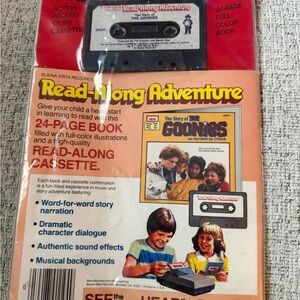 ACTION
PACKED
STORY
CASSETTE
Read-Along Adventure
The Story of
THE GOONIES
24-PAGE
FULL
COLOR
BOOK
BUENA VISTA RECORDS
Read-Along Adventure
Give your child a head start
in learning to read with this
24-PAGE BOOK
filled with full-color illustrations
and a high-quality
READ-ALONG
CASSETTE.
Each book and cassette combination
is a fun-filled experience in music and
story adventure featuring:
• Word-for-word story
narration
• Dramatic
character dialogue
• Authentic sound effects
• Musical backgrounds
The Story of THE
GOONIES
SEE the